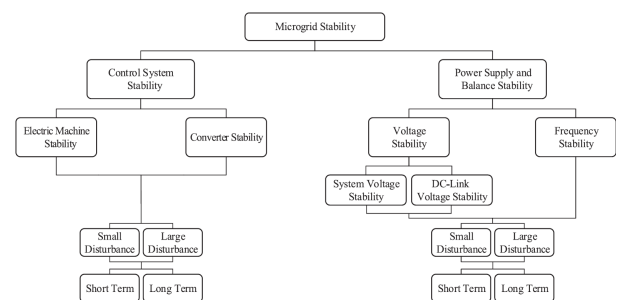 Microgrid Stability
Control System
Stability
Power Supply and
Balance Stability
Electric Machine
Stability
Converter Stability
Voltage
Stability
Frequency
Stability
System Voltage
Stability
DC-Link
Voltage Stability
Small
Disturbance
Large
Disturbance
Small
Disturbance
Large
Disturbance
Short Term
Long Term
Short Term
Long Term